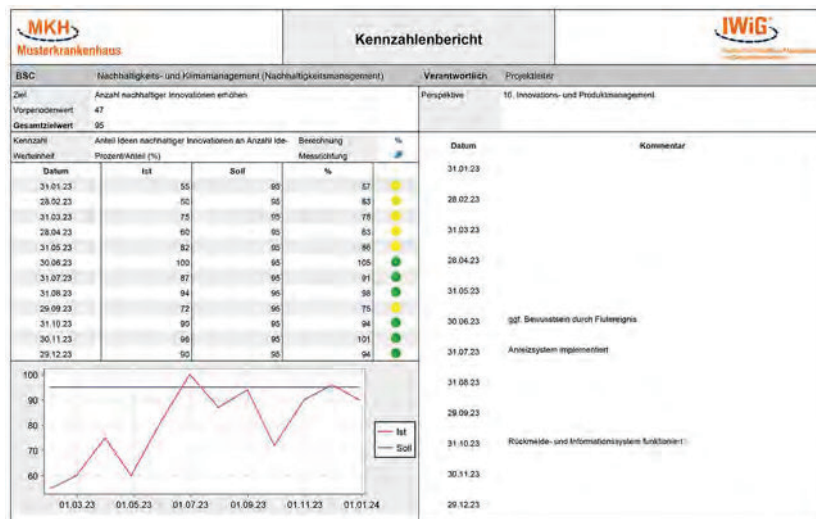 MKH
Musterkrankenhaus
Kennzahlenbericht
IWiG
BSC Nachhaltigkeits- und Klimamanagement (Nachhaltigkeitsmanagement) Verantwortlich Projektleiter
Ziel Anzahl nachhaltiger Innovationen erhöhen Perspektive 10. Innovations- und Produktmanagement
Vorperiodenwert 47
Gesamtzielwert 95
Kennzahl Anteil Ideen nachhaltiger Innovationen an Anzahl Ide- Berechnung %
Werteinheit Prozent/Anteil (%) Messrichtung
Datum Ist Soll %
31.01.23 55 95 57
28.02.23 60 95 63
31.03.23 75 95 78
28.04.23 60 95 63
31.05.23 82 95 86
30.06.23 100 95 105
31.07.23 87 95 91
31.08.23 94 95 98
29.09.23 72 95 75
31.10.23 90 95 94
30.11.23 96 95 101
29.12.23 90 95 94
Datum Kommentar
31.01.23
28.02.23
31.03.23
28.04.23
31.05.23
30.06.23 ggf. Bewusstsein durch Flutereignis
31.07.23 Anreizsystem implementiert
31.08.23
29.09.23
31.10.23 Rückmelde- und Informationssystem funktioniert
30.11.23
29.12.23
100
90
80
70
60
01.03.23 01.05.23 01.07.23 01.09.23 01.11.23 01.01.24
Ist
Soll